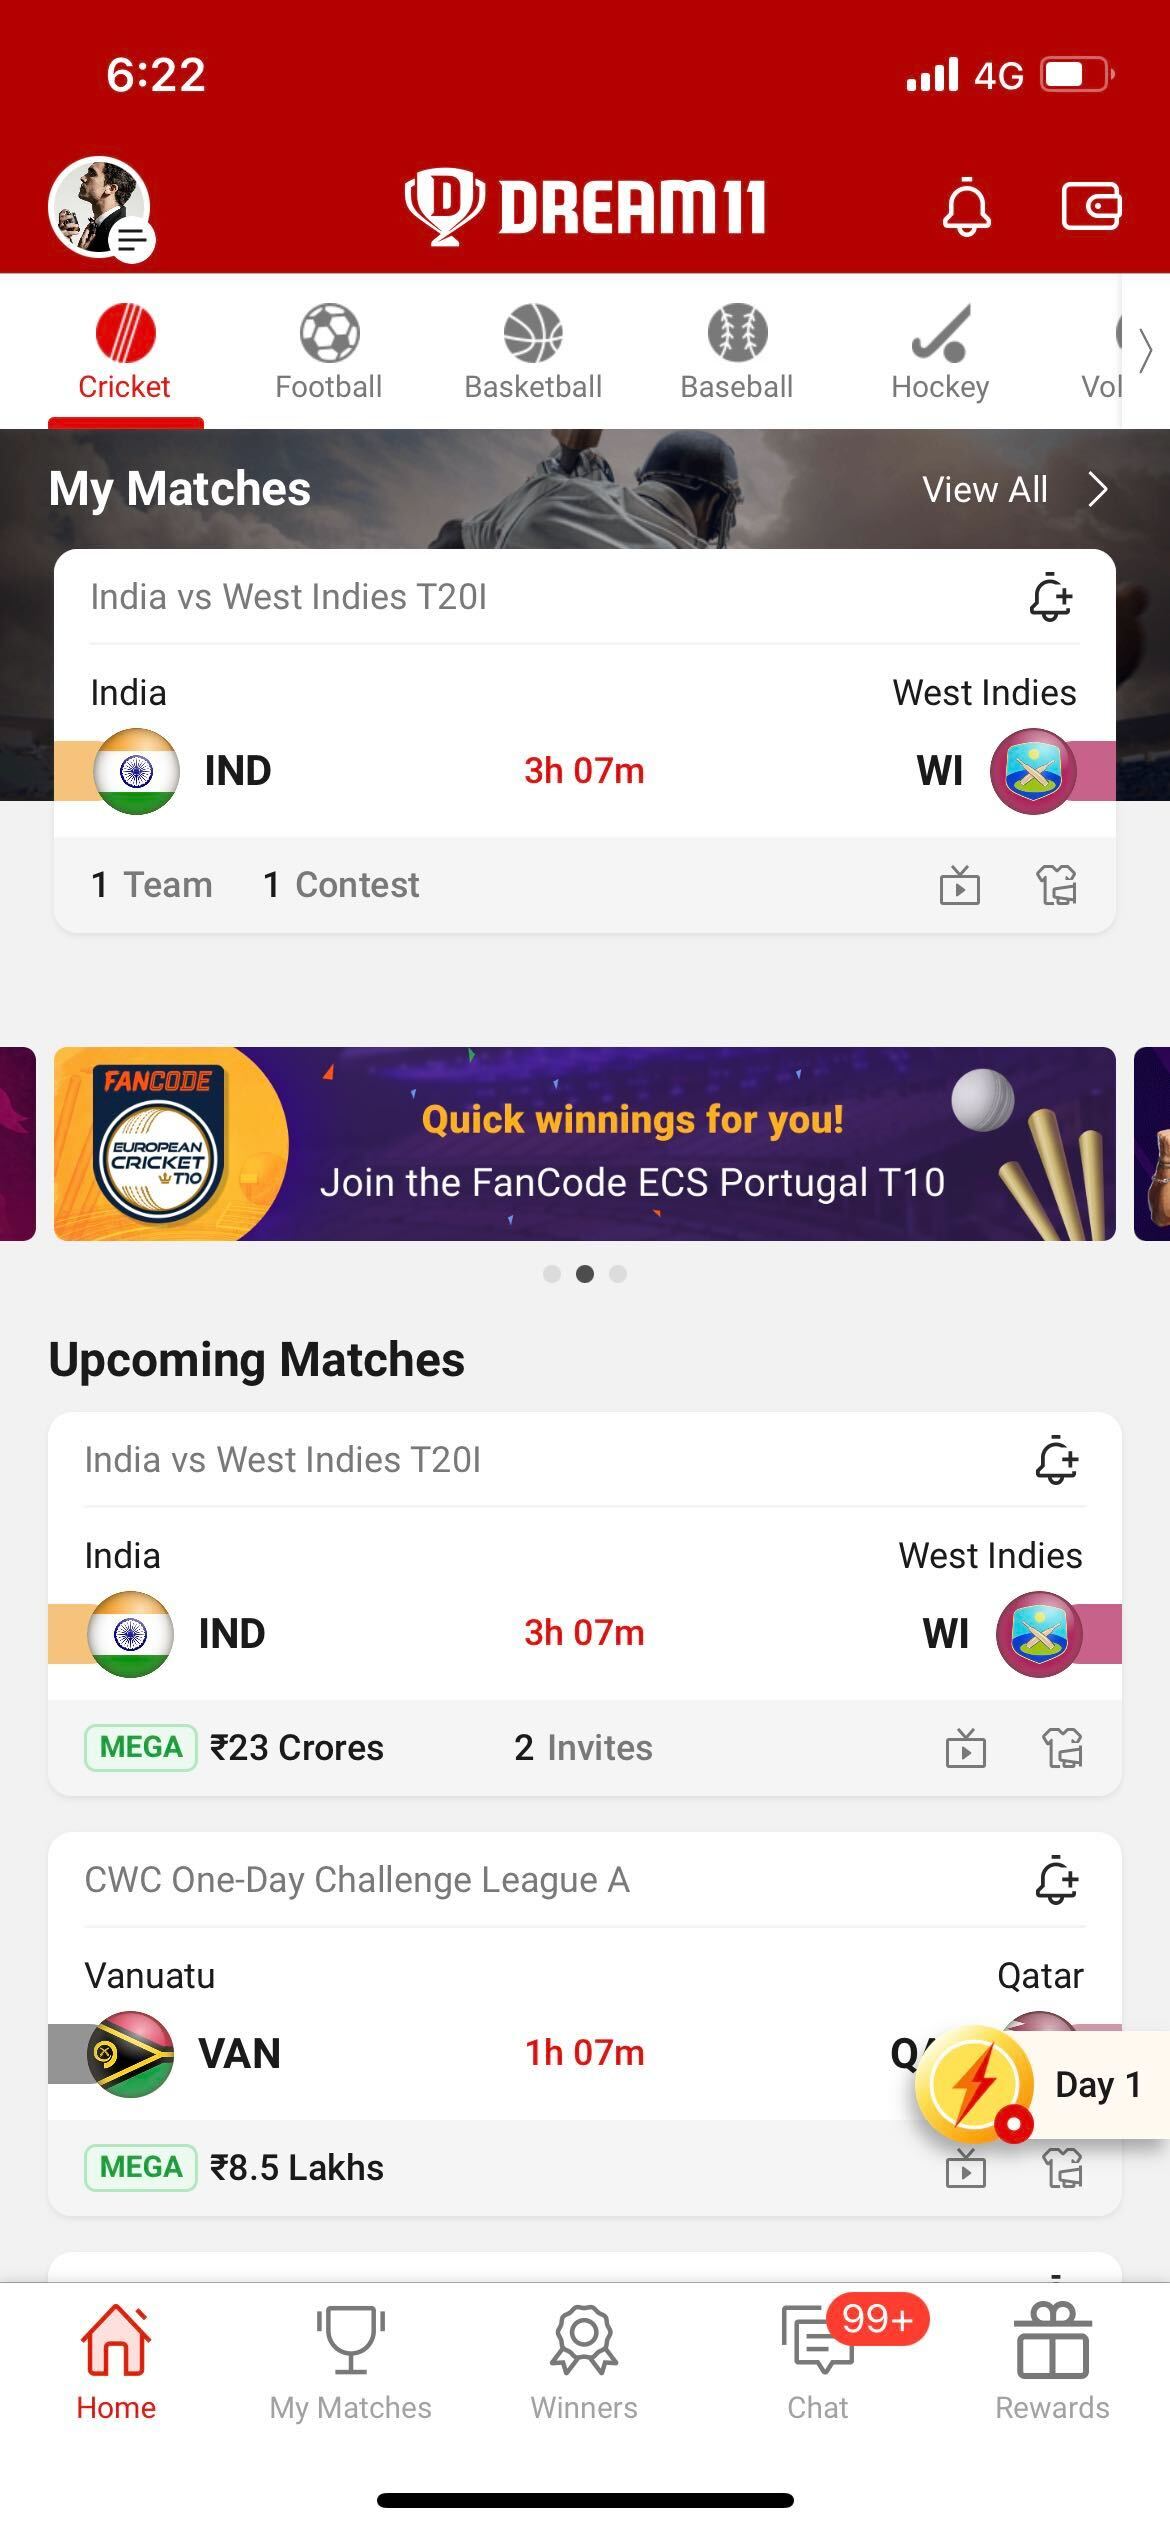 6:22
4G
DREAM11
Cricket
Football
Basketball
Baseball
Hockey
Vol
My Matches
View All
India vs West Indies T20I
India
West Indies
IND
3h 07m
WI
1 Team
1 Contest
FANCODE
EUROPEAN
CRICKET
T10
Quick winnings for you!
Join the FanCode ECS Portugal T10
Upcoming Matches
India vs West Indies T20I
India
West Indies
IND
3h 07m
WI
MEGA
₹23 Crores
2 Invites
CWC One-Day Challenge League A
Vanuatu
Qatar
VAN
1h 07m
Day 1
MEGA
₹8.5 Lakhs
99+
Home
My Matches
Winners
Chat
Rewards